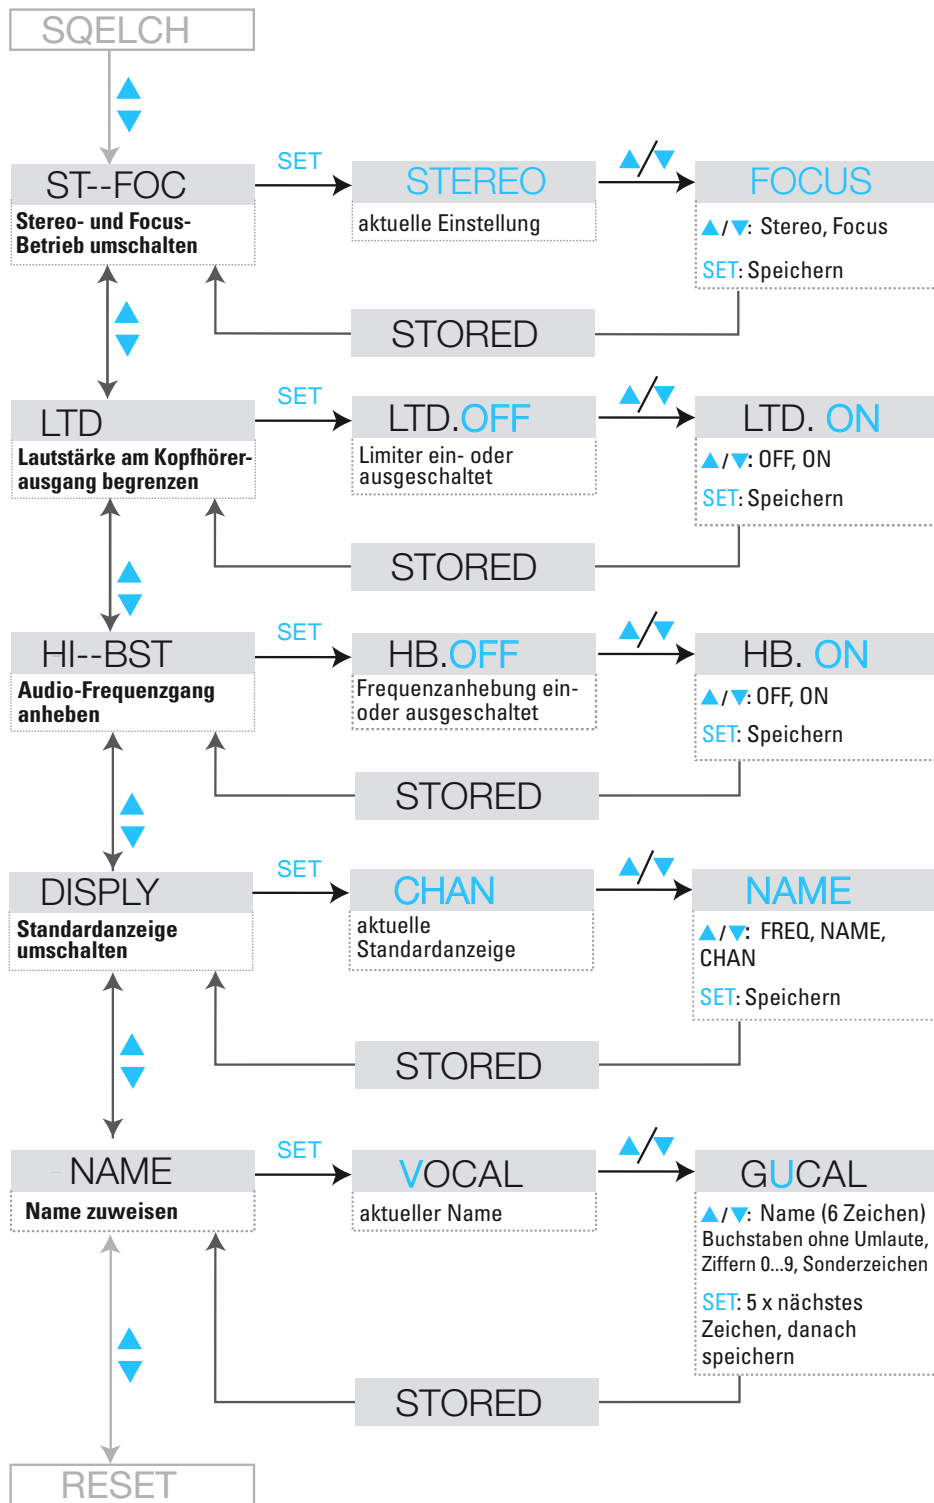 SQELCH
▲
▼
ST--FOC
Stereo- und Focus-
Betrieb umschalten
SET
STEREO
aktuelle Einstellung
▲/▼
FOCUS
▲/▼: Stereo, Focus
SET: Speichern
STORED
▲
▼
LTD
Lautstärke am Kopfhörer-
ausgang begrenzen
SET
LTD.OFF
Limiter ein- oder
ausgeschaltet
▲/▼
LTD. ON
▲/▼: OFF, ON
SET: Speichern
STORED
▲
▼
HI--BST
Audio-Frequenzgang
anheben
SET
HB.OFF
Frequenzanhebung ein-
oder ausgeschaltet
▲/▼
HB. ON
▲/▼: OFF, ON
SET: Speichern
STORED
▲
▼
DISPLY
Standardanzeige
umschalten
SET
CHAN
aktuelle
Standardanzeige
▲/▼
NAME
▲/▼: FREQ, NAME,
CHAN
SET: Speichern
STORED
▲
▼
NAME
Name zuweisen
SET
VOCAL
aktueller Name
▲/▼
GUCAL
▲/▼: Name (6 Zeichen)
Buchstaben ohne Umlaute,
Ziffern 0...9, Sonderzeichen
SET: 5 x nächstes
Zeichen, danach
speichern
STORED
▲
▼
RESET